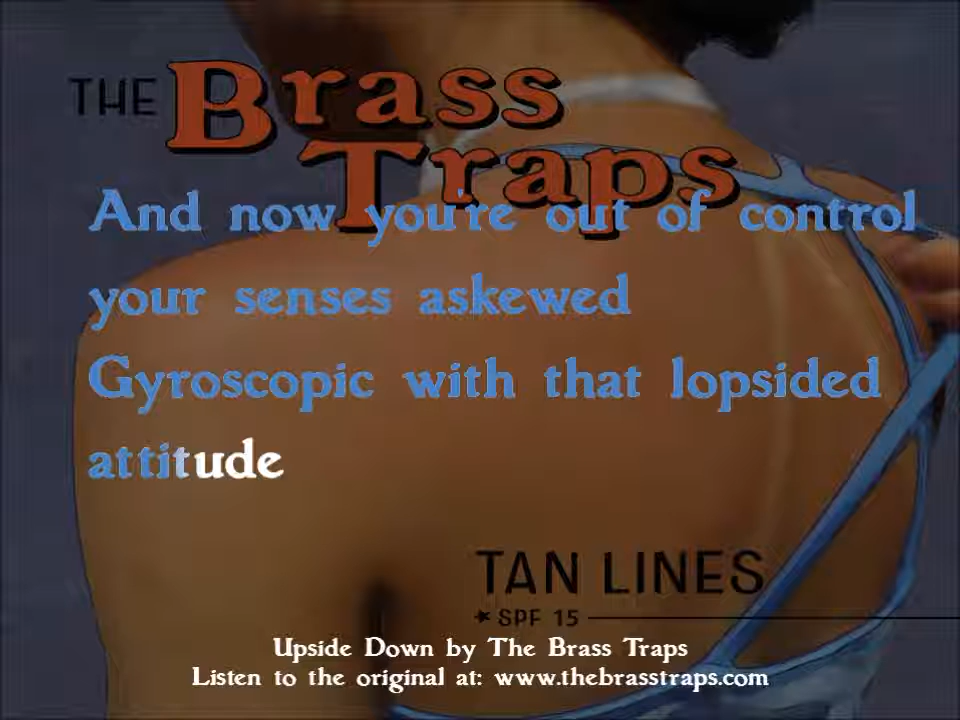 THE Brass
Traps
And now you're out of control
your senses askewed
Gyroscopic with that lopsided
attitude
TAN LINES
★ SPF 15
Upside Down by The Brass Traps
Listen to the original at: www.thebrasstraps.com